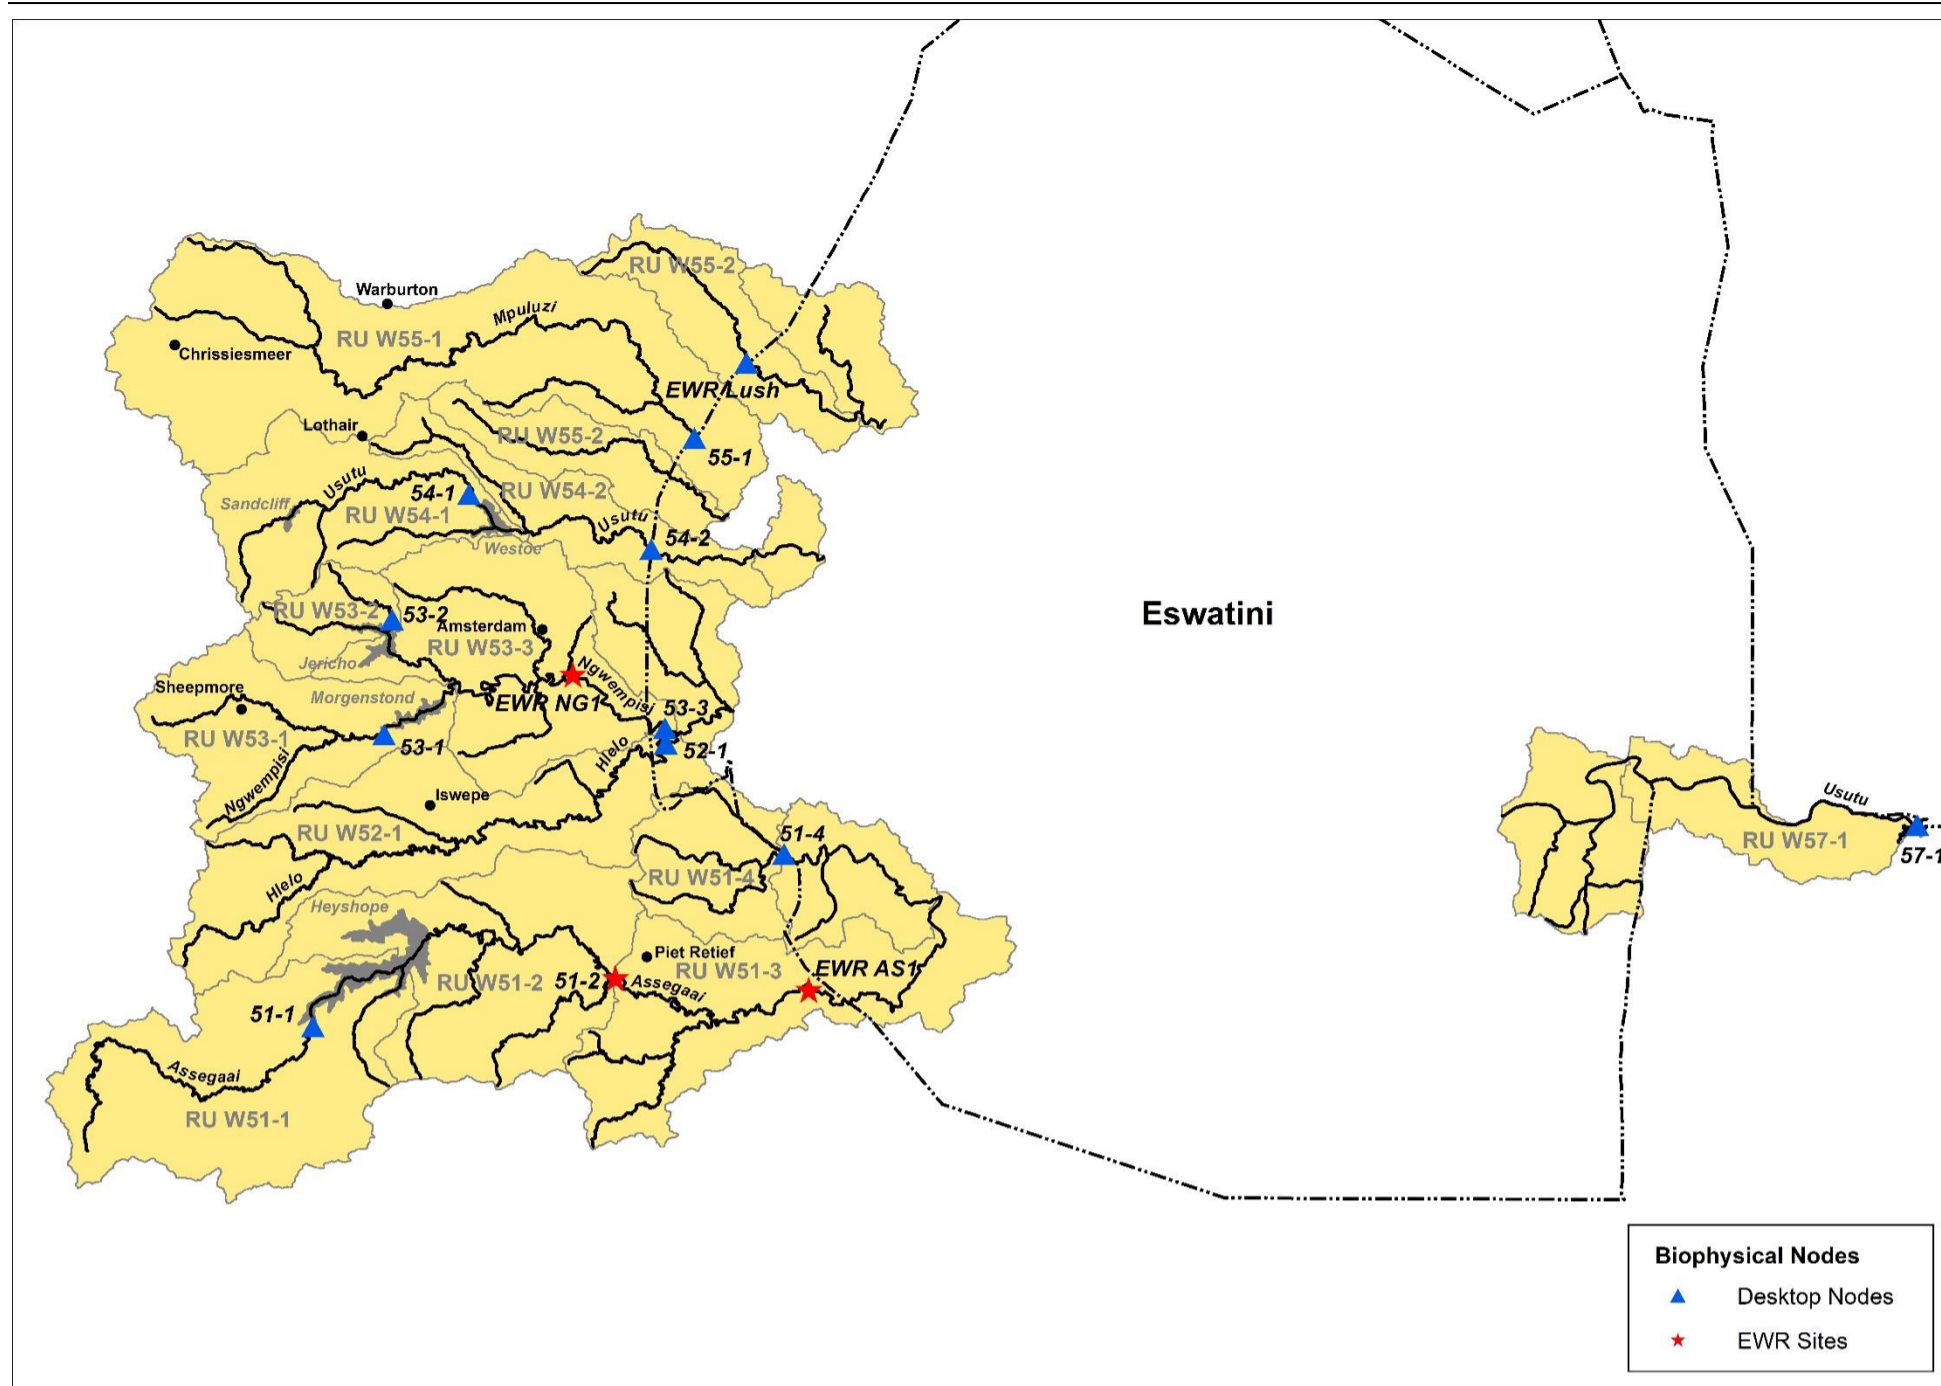 RU W55-2
Warburton
Mpuluzi
RU W55-1
Chrissiesmeer
EWR Lush
Lothair
RU W55-2
55-1
Usutu
54-1
RU W54-2
Sandcliff
RU W54-1
Usutu
Westoe
54-2
Eswatini
RU W53-2
53-2
Amsterdam
RU W53-3
Jericho
Ngwempisi
Sheepmore
Morgenstond
EWR NG1
53-3
RU W53-1
53-1
Hlelo
52-1
Ngwempisi
Iswepe
Usutu
RU W52-1
51-4
RU W57-1
57-1
Hlelo
RU W51-4
Heyshope
Piet Retief
RU W51-3
EWR AS1
RU W51-2
51-2
Assegaai
51-1
Assegaai
RU W51-1
Biophysical Nodes
Desktop Nodes
EWR Sites